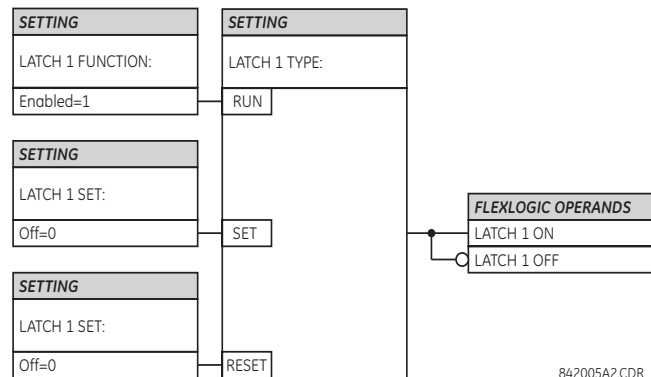 SETTING
LATCH 1 FUNCTION:
Enabled=1
SETTING
LATCH 1 TYPE:
RUN
SETTING
LATCH 1 SET:
Off=0
SET
SETTING
LATCH 1 SET:
Off=0
RESET
FLEXLOGIC OPERANDS
LATCH 1 ON
LATCH 1 OFF
842005A2.CDR